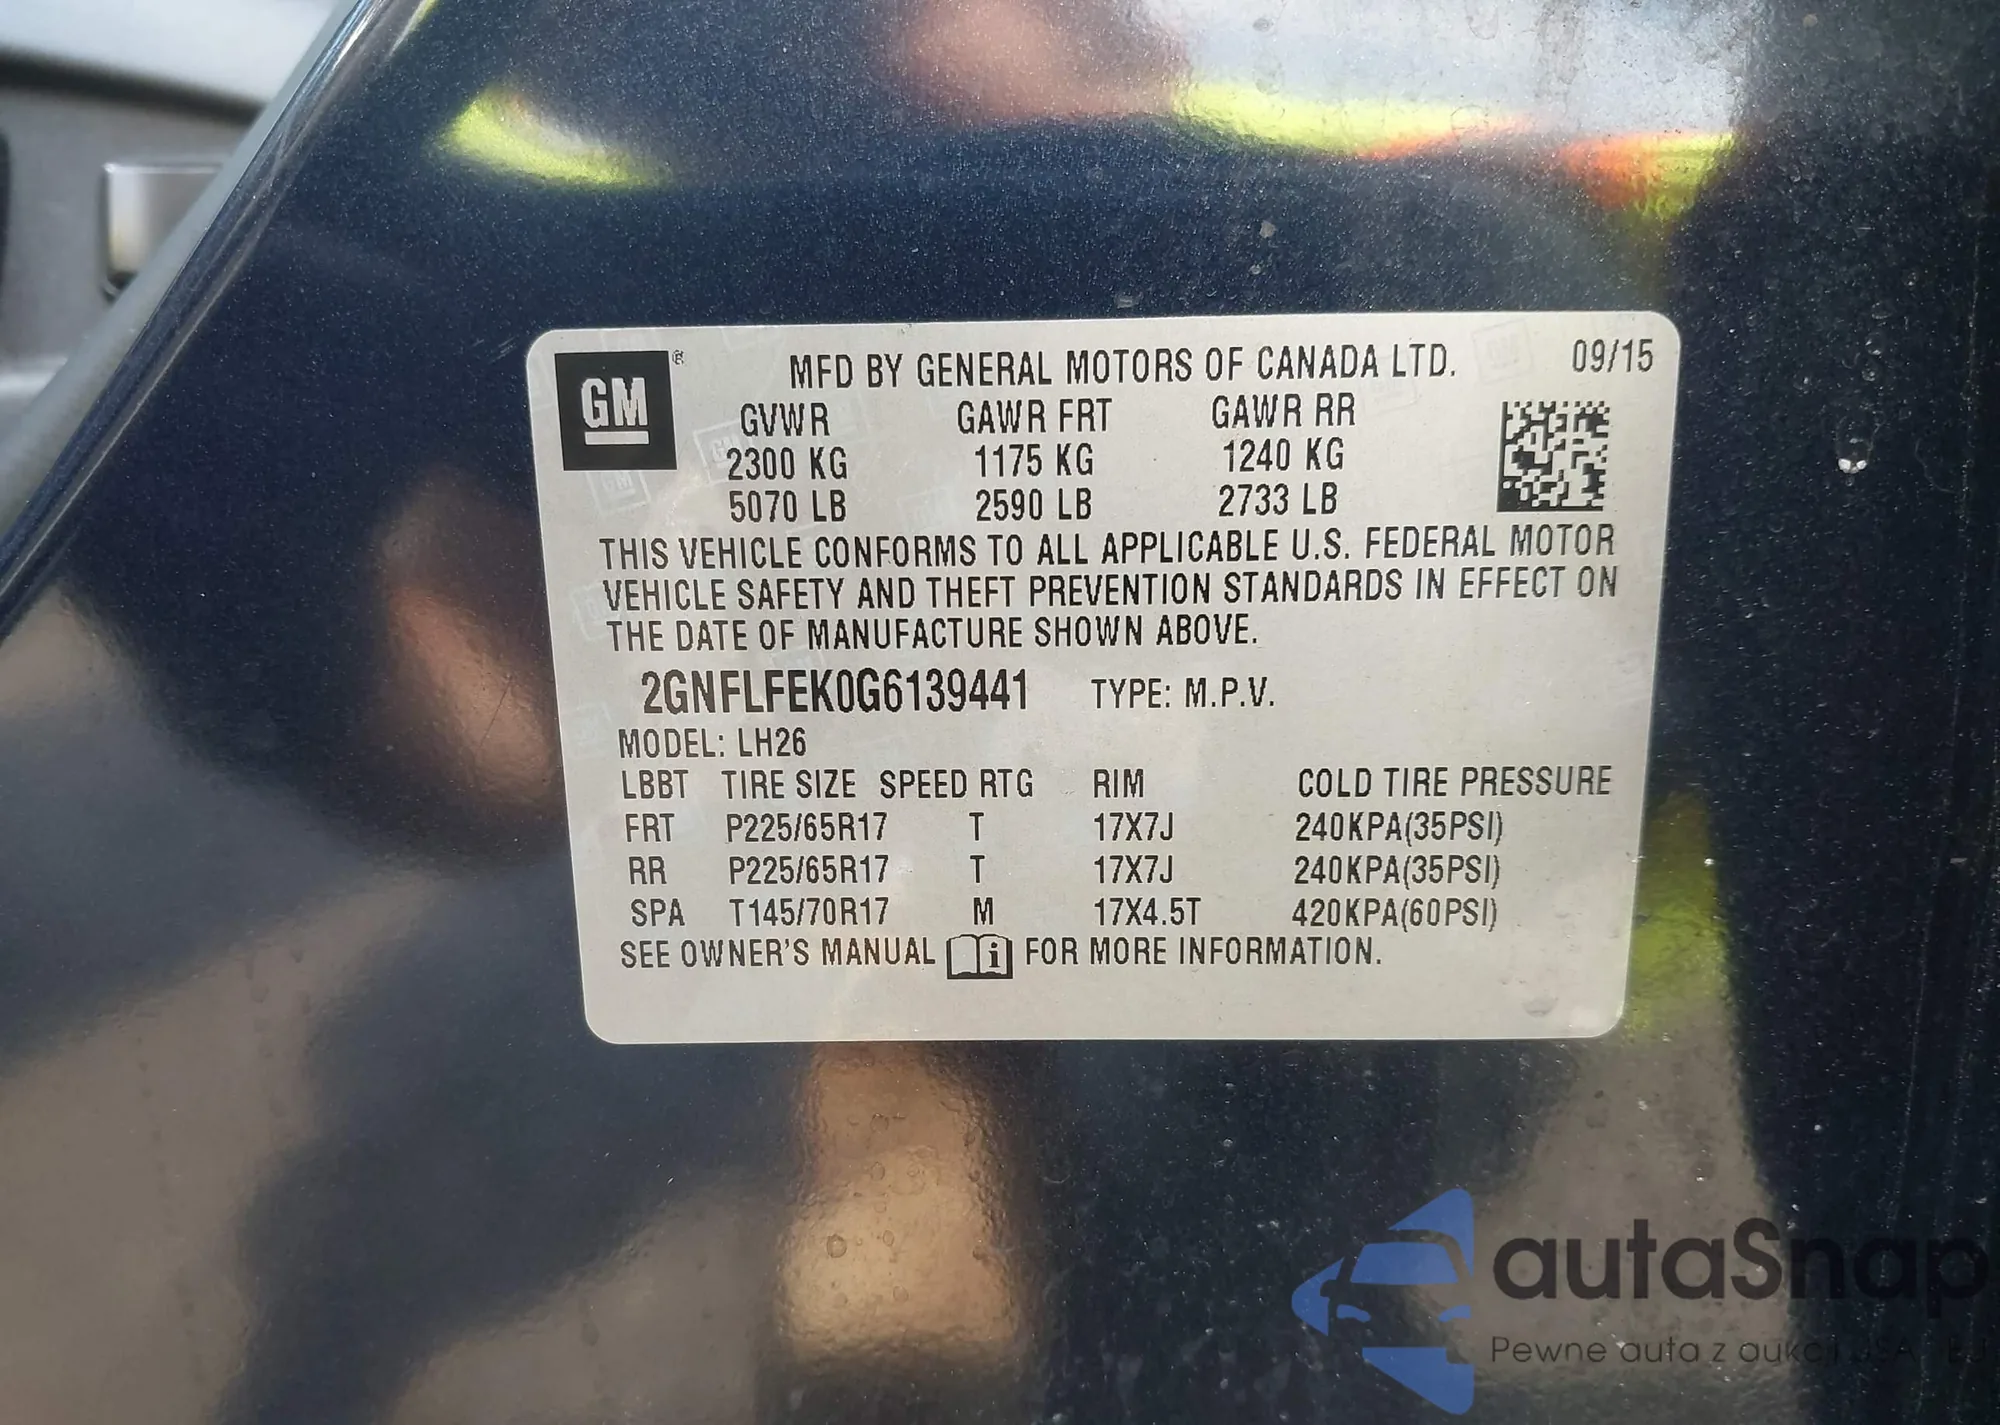 GM ®
MFD BY GENERAL MOTORS OF CANADA LTD. 09/15
GVWR GAWR FRT GAWR RR
2300 KG 1175 KG 1240 KG
5070 LB 2590 LB 2733 LB
THIS VEHICLE CONFORMS TO ALL APPLICABLE U.S. FEDERAL MOTOR
VEHICLE SAFETY AND THEFT PREVENTION STANDARDS IN EFFECT ON
THE DATE OF MANUFACTURE SHOWN ABOVE.
2GNFLFEK0G6139441 TYPE: M.P.V.
MODEL: LH26
LBBT TIRE SIZE SPEED RTG RIM COLD TIRE PRESSURE
FRT P225/65R17 T 17X7J 240KPA(35PSI)
RR P225/65R17 T 17X7J 240KPA(35PSI)
SPA T145/70R17 M 17X4.5T 420KPA(60PSI)
SEE OWNER'S MANUAL i FOR MORE INFORMATION.
autaSnap
Pewne auta z aukcji USA